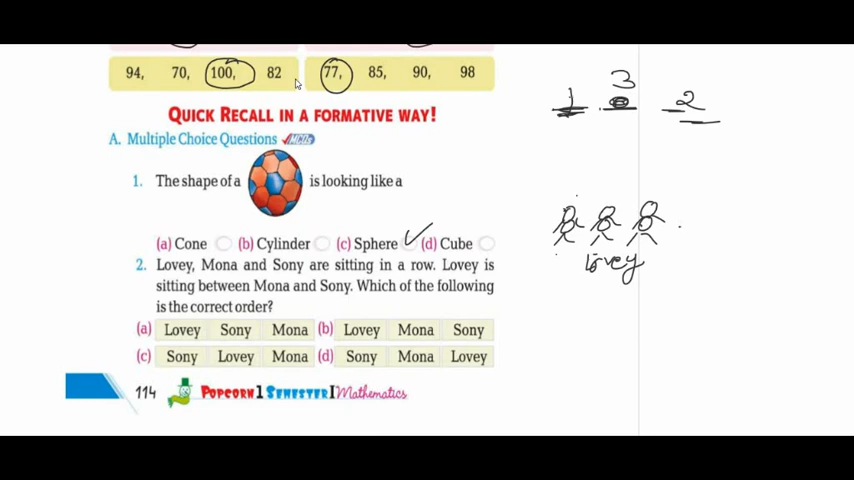 94, 70, 100, 82 77, 85, 90, 98
QUICK RECALL IN A FORMATIVE WAY!
A. Multiple Choice Questions MCQs
1. The shape of a is looking like a
(a) Cone (b) Cylinder (c) Sphere (d) Cube
2. Lovey, Mona and Sony are sitting in a row. Lovey is
sitting between Mona and Sony. Which of the following
is the correct order?
(a) Lovey Sony Mona (b) Lovey Mona Sony
(c) Sony Lovey Mona (d) Sony Mona Lovey
114 POPCORN 1 SEMESTER I Mathematics
3
1 2
lovey